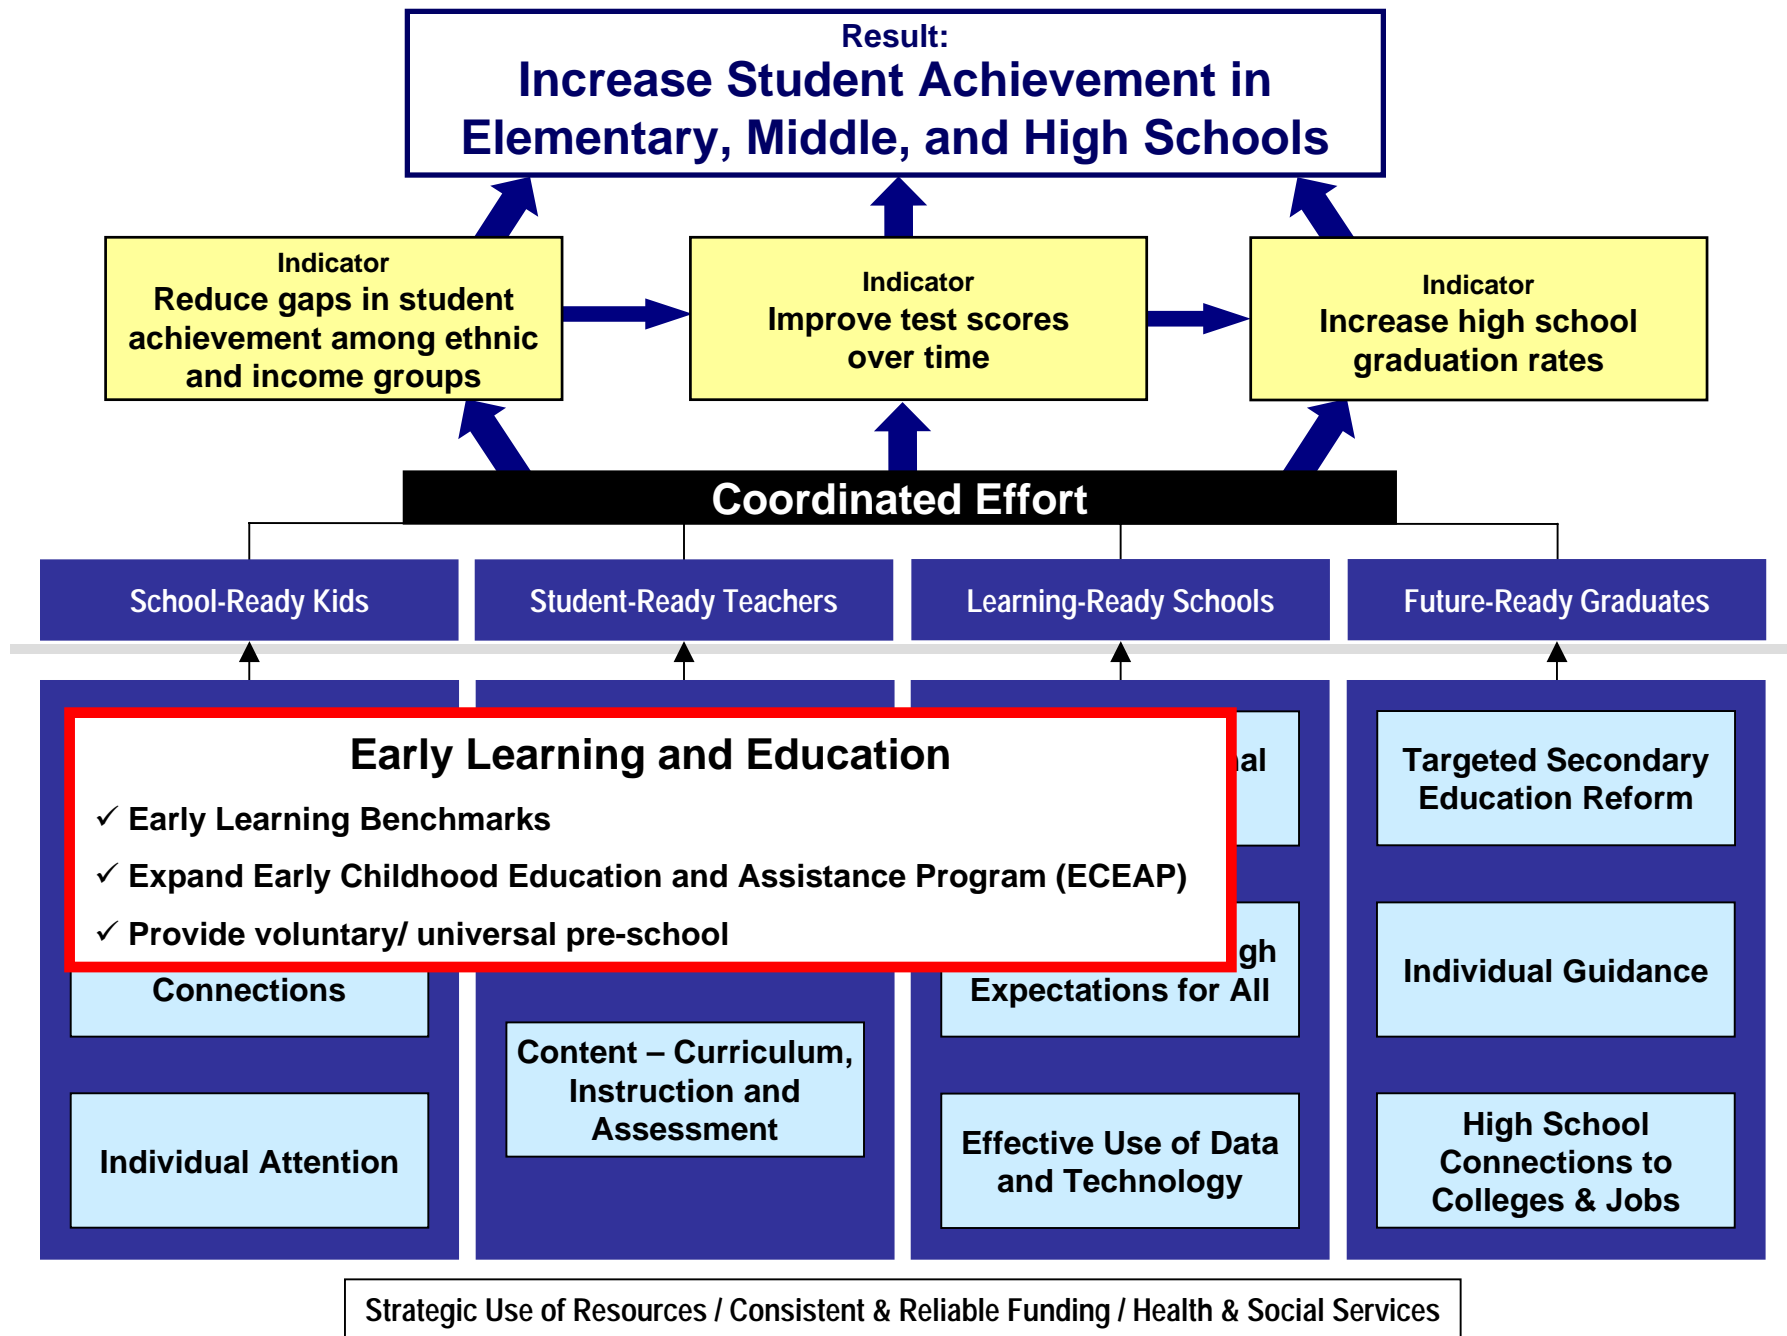 Result:
Increase Student Achievement in
Elementary, Middle, and High Schools
Indicator
Reduce gaps in student
achievement among ethnic
and income groups
Indicator
Improve test scores
over time
Indicator
Increase high school
graduation rates
Coordinated Effort
School-Ready Kids
Student-Ready Teachers
Learning-Ready Schools
Future-Ready Graduates
Early Learning and Education
✓ Early Learning Benchmarks
✓ Expand Early Childhood Education and Assistance Program (ECEAP)
✓ Provide voluntary/ universal pre-school
Connections
Individual Attention
Content – Curriculum,
Instruction and
Assessment
Expectations for All
Effective Use of Data
and Technology
Targeted Secondary
Education Reform
Individual Guidance
High School
Connections to
Colleges & Jobs
Strategic Use of Resources / Consistent & Reliable Funding / Health & Social Services